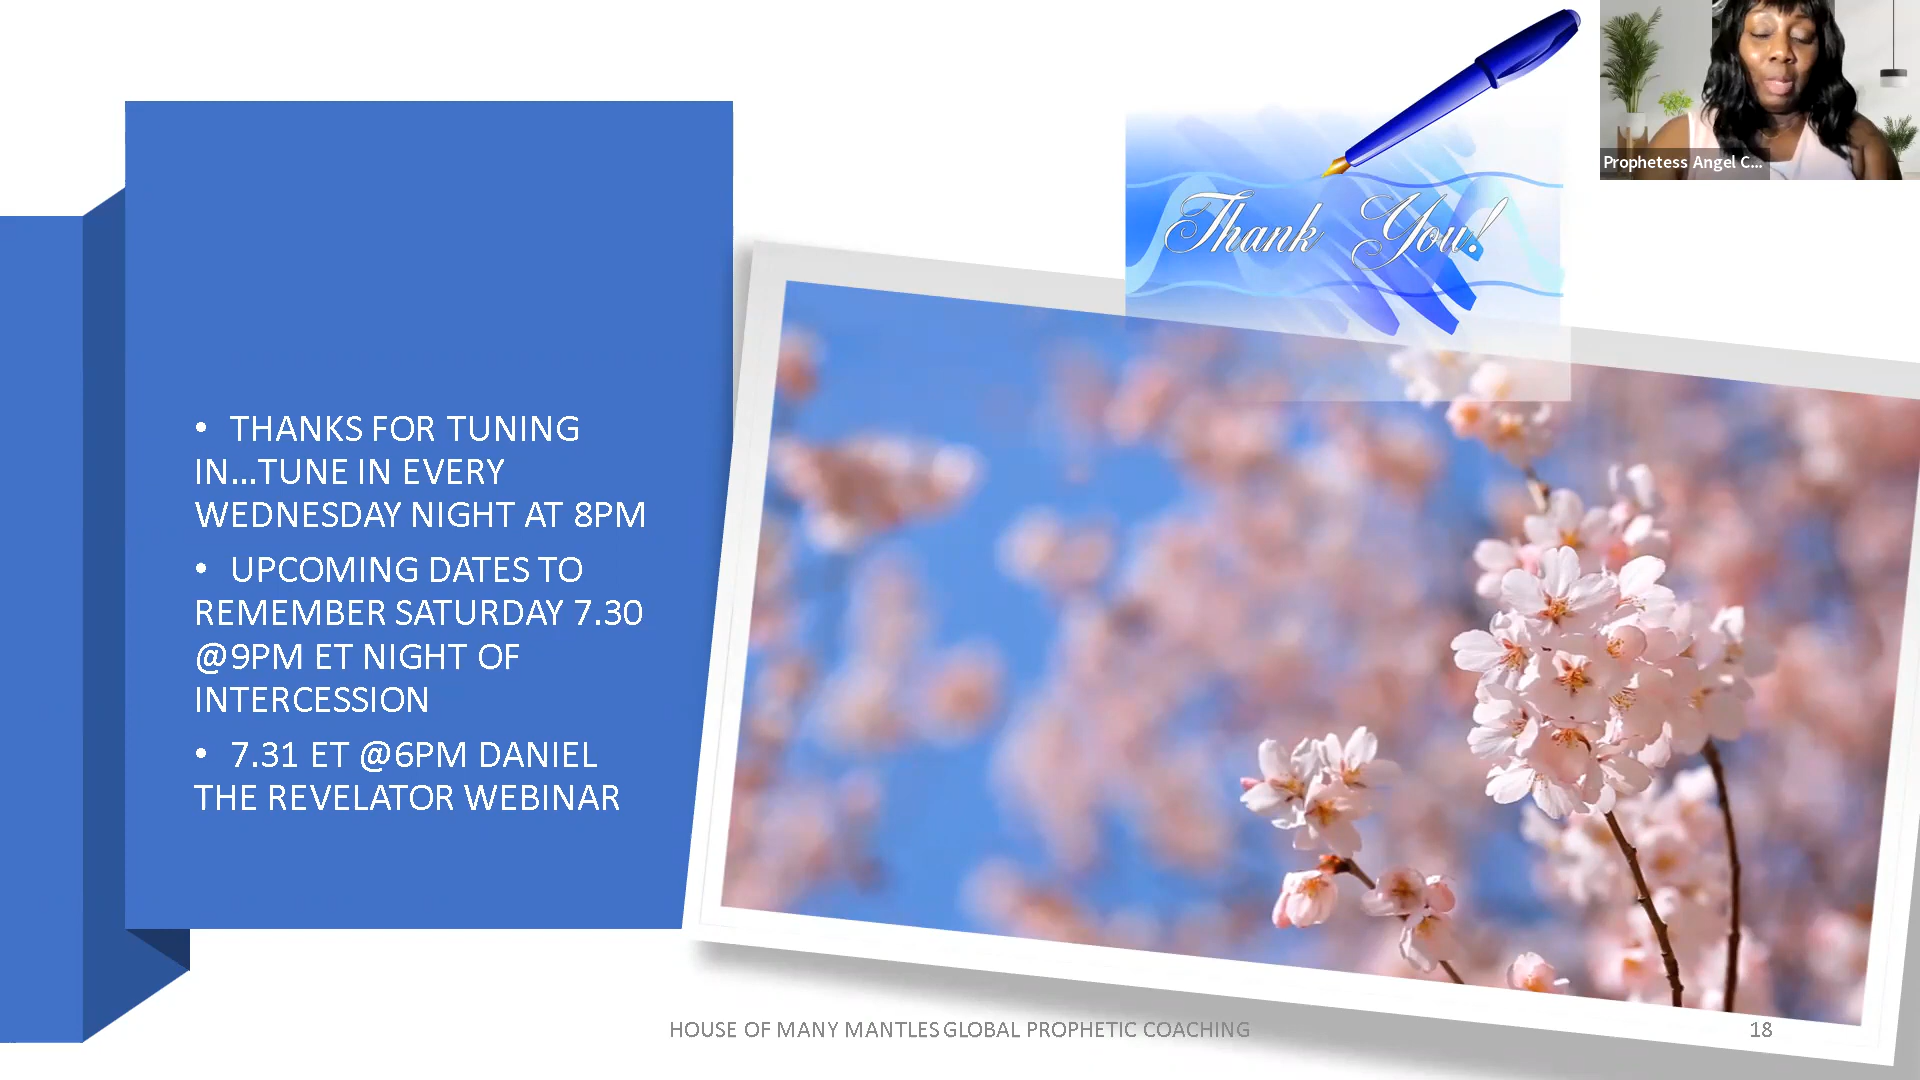 Thank You!
Prophetess Angel C...
• THANKS FOR TUNING
IN...TUNE IN EVERY
WEDNESDAY NIGHT AT 8PM
• UPCOMING DATES TO
REMEMBER SATURDAY 7.30
@9PM ET NIGHT OF
INTERCESSION
• 7.31 ET @6PM DANIEL
THE REVELATOR WEBINAR
HOUSE OF MANY MANTLES GLOBAL PROPHETIC COACHING
18